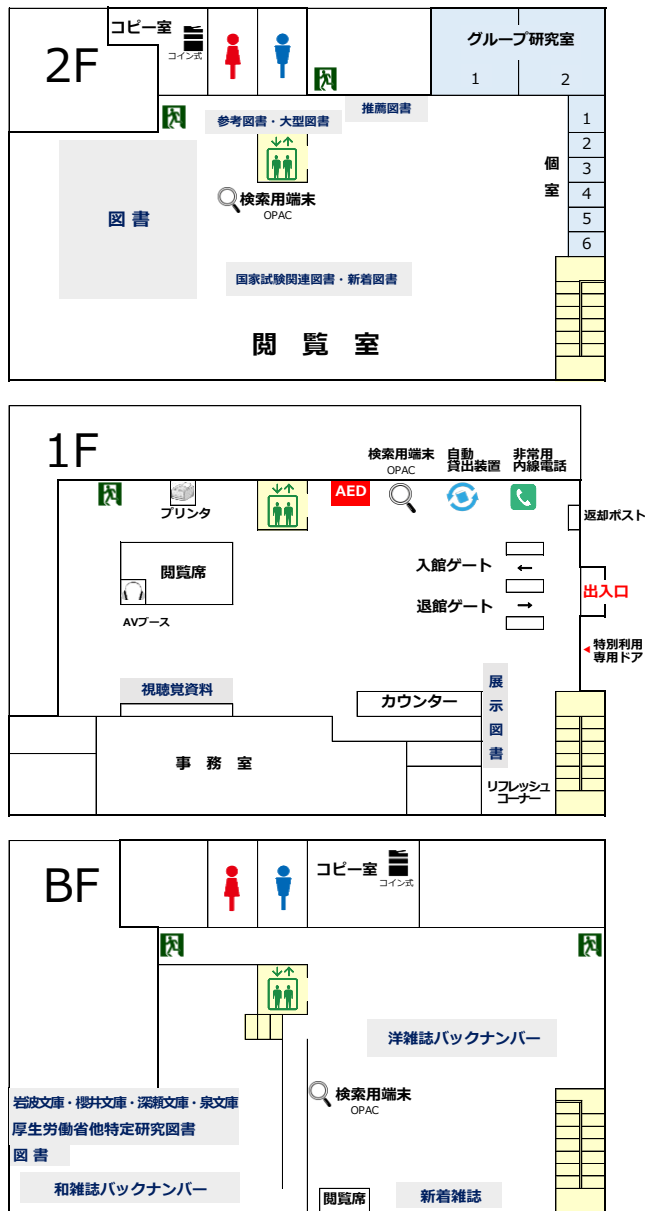 2F
コピー室
コイン式
グループ研究室
1
2
推薦図書
参考図書・大型図書
1
2
個
3
室
4
5
6
検索用端末
OPAC
図 書
国家試験関連図書・新着図書
閲 覧 室
1F
検索用端末
OPAC
自動
貸出装置
非常用
内線電話
AED
プリンタ
返却ポスト
閲覧席
入館ゲート
←
出入口
退館ゲート
→
AVブース
特別利用
専用ドア
視聴覚資料
カウンター
展
示
図
書
事 務 室
リフレッシュ
コーナー
BF
コピー室
コイン式
洋雑誌バックナンバー
検索用端末
OPAC
岩波文庫・櫻井文庫・深瀬文庫・泉文庫
厚生労働省他特定研究図書
図 書
和雑誌バックナンバー
閲覧席
新着雑誌